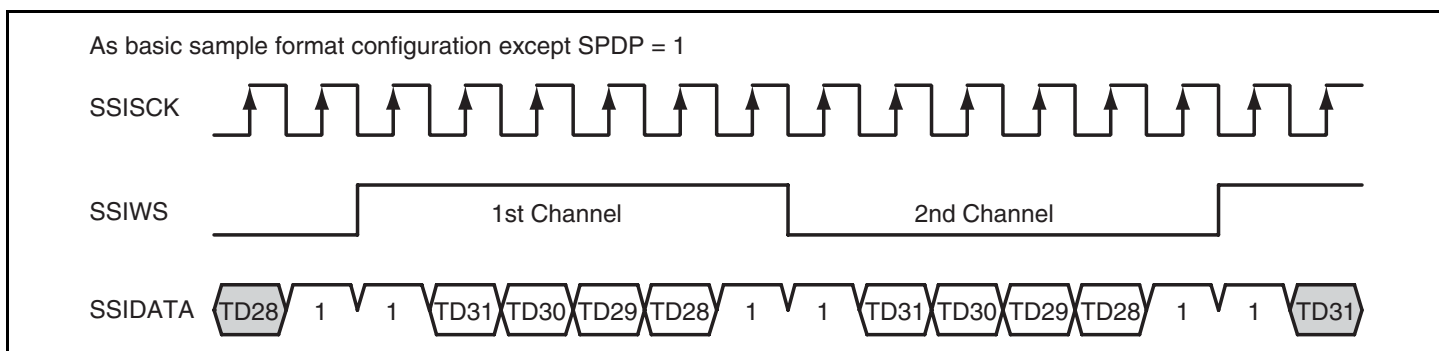 As basic sample format configuration except SPDP = 1
SSISCK
SSIWS 1st Channel 2nd Channel
SSIDATA TD28 1 1 TD31 TD30 TD29 TD28 1 1 TD31 TD30 TD29 TD28 1 1 TD31